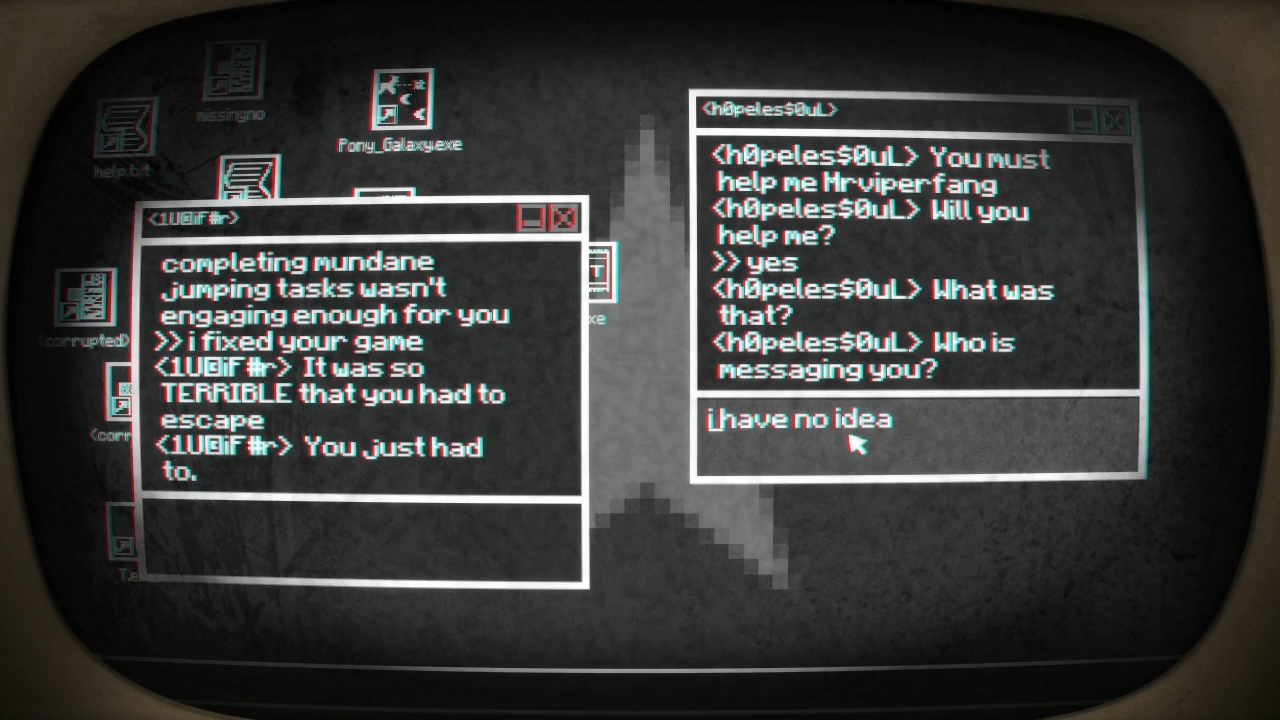 missingno
help.txt
Pony_Galaxy.exe
<h0peles$0uL>
<h0peles$0uL> You must
help me Mrviperfang
<h0peles$0uL> Will you
help me?
>> yes
<h0peles$0uL> What was
that?
<h0peles$0uL> Who is
messaging you?
i have no idea
completing mundane
jumping tasks wasn't
engaging enough for you
>> i fixed your game
It was so
TERRIBLE that you had to
escape
You just had
to.
T
xe
<corrupted>
<corr
T.e